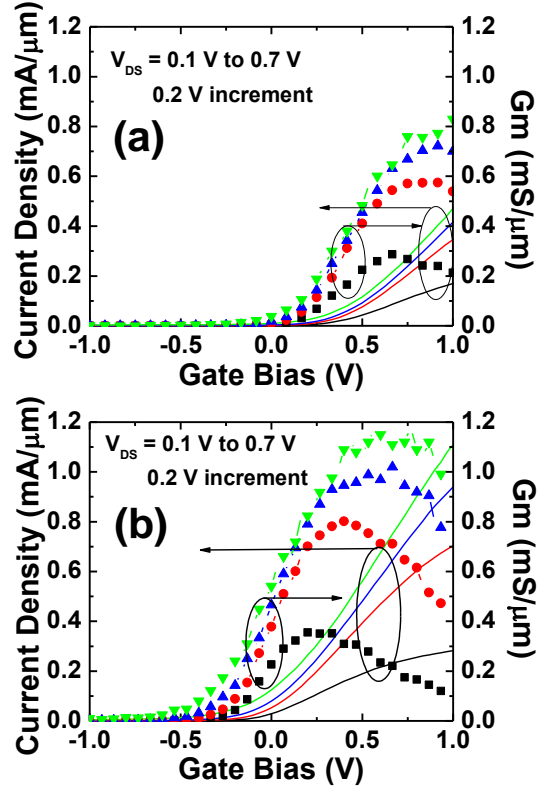 V_DS = 0.1 V to 0.7 V
0.2 V increment
(a)
Current Density (mA/μm)
1.2
1.0
0.8
0.6
0.4
0.2
0.0
Gm (mS/μm)
1.2
1.0
0.8
0.6
0.4
0.2
0.0
-1.0 -0.5 0.0 0.5 1.0
Gate Bias (V)
V_DS = 0.1 V to 0.7 V
0.2 V increment
(b)
Current Density (mA/μm)
1.2
1.0
0.8
0.6
0.4
0.2
0.0
Gm (mS/μm)
1.2
1.0
0.8
0.6
0.4
0.2
0.0
-1.0 -0.5 0.0 0.5 1.0
Gate Bias (V)